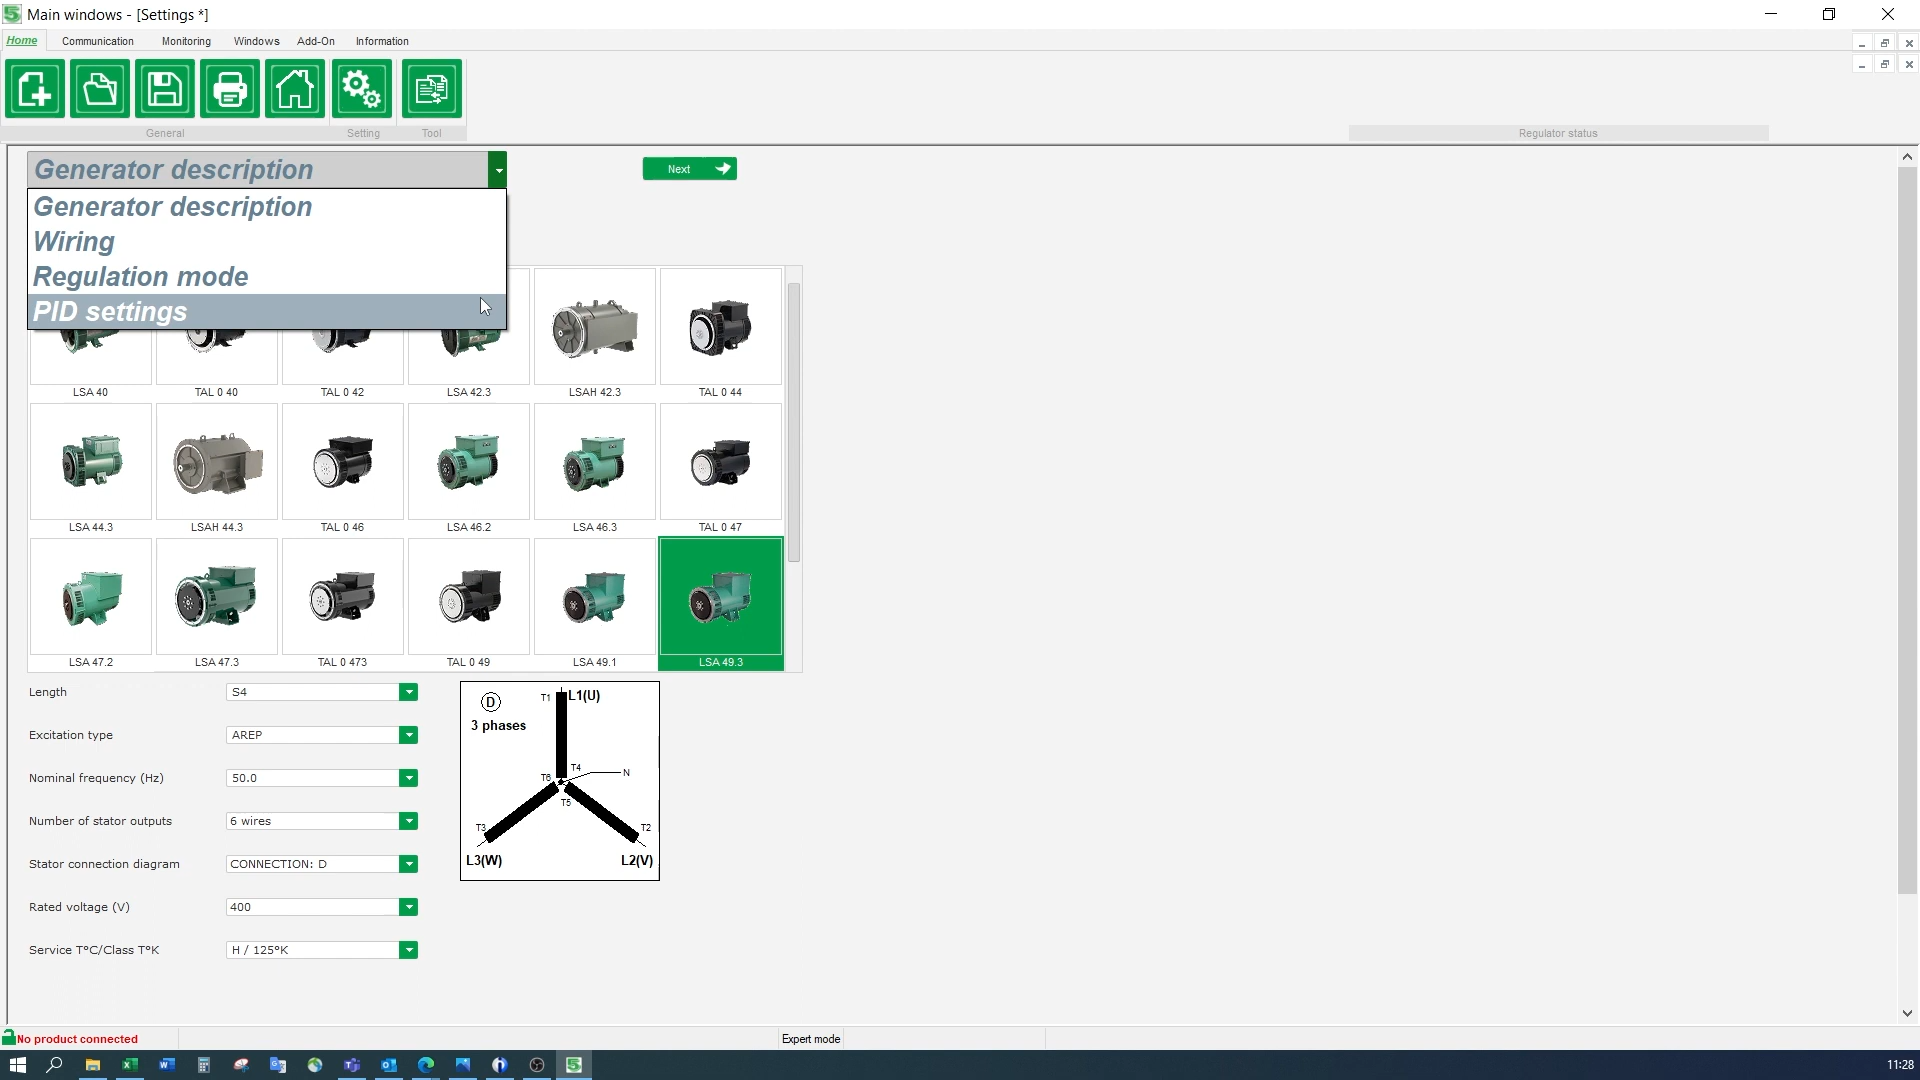 Main windows - [Settings *]
Home Communication Monitoring Windows Add-On Information
General Setting Tool Regulator status
Generator description
Next
Generator description
Wiring
Regulation mode
PID settings
LSA 40 TAL 0 40 TAL 0 42 LSA 42.3 LSAH 42.3 TAL 0 44
LSA 44.3 LSAH 44.3 TAL 0 46 LSA 46.2 LSA 46.3 TAL 0 47
LSA 47.2 LSA 47.3 TAL 0 473 TAL 0 49 LSA 49.1 LSA 49.3
Length S4
Excitation type AREP
Nominal frequency (Hz) 50.0
Number of stator outputs 6 wires
Stator connection diagram CONNECTION: D
Rated voltage (V) 400
Service T°C/Class T°K H / 125°K
D T1 L1(U)
3 phases
T4 N
T6
T5
T3 T2
L3(W) L2(V)
No product connected Expert mode
11:28